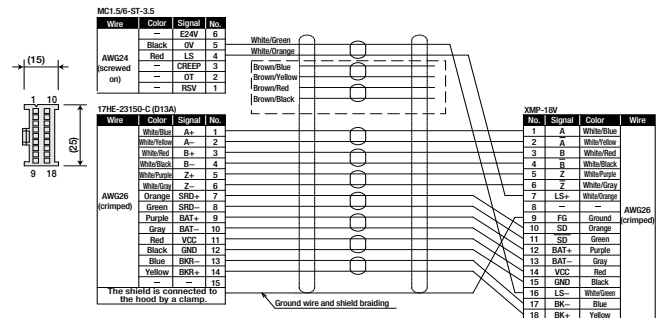 MC1.5/6-ST-3.5
Wire Color Signal No.
AWG24 (screwed on)
– E24V 6
Black 0V 5
Red LS 4
– CREEP 3
– OT 2
– RSV 1
White/Green
White/Orange
Brown/Blue
Brown/Yellow
Brown/Red
Brown/Black
(15)
1 10
(25)
9 18
17HE-23150-C (D13A)
Wire Color Signal No.
AWG26 (crimped)
White/Blue A+ 1
White/Yellow A– 2
White/Red B+ 3
White/Black B– 4
White/Purple Z+ 5
White/Gray Z– 6
Orange SRD+ 7
Green SRD– 8
Purple BAT+ 9
Gray BAT– 10
Red VCC 11
Black GND 12
Blue BKR– 13
Yellow BKR+ 14
– – 15
The shield is connected to
the hood by a clamp.
Ground wire and shield braiding
XMP-18V
No. Signal Color Wire
1 A White/Blue
2 A̅ White/Yellow
3 B White/Red
4 B̅ White/Black
5 Z White/Purple
6 Z̅ White/Gray
7 LS+ White/Orange
8 – –
9 FG Ground
10 SD Orange
11 S̅D̅ Green
12 BAT+ Purple
13 BAT– Gray
14 VCC Red
15 GND Black
16 LS– White/Green
17 BK– Blue
18 BK+ Yellow
AWG26 (crimped)